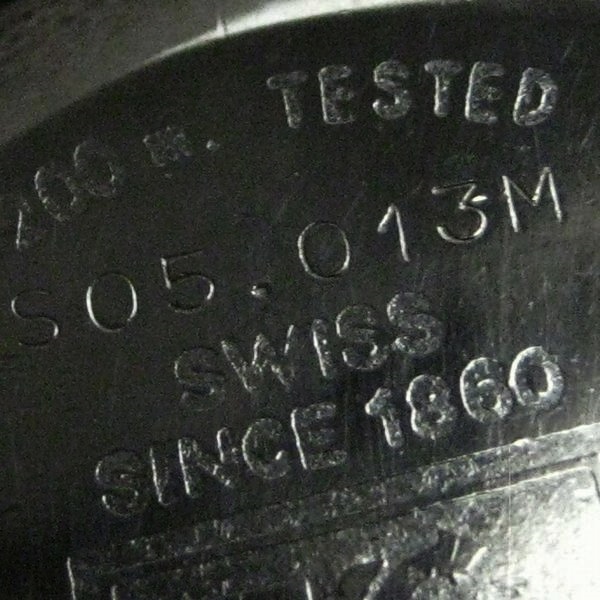 200 m. TESTED
S05.013M
SWISS
SINCE 1860